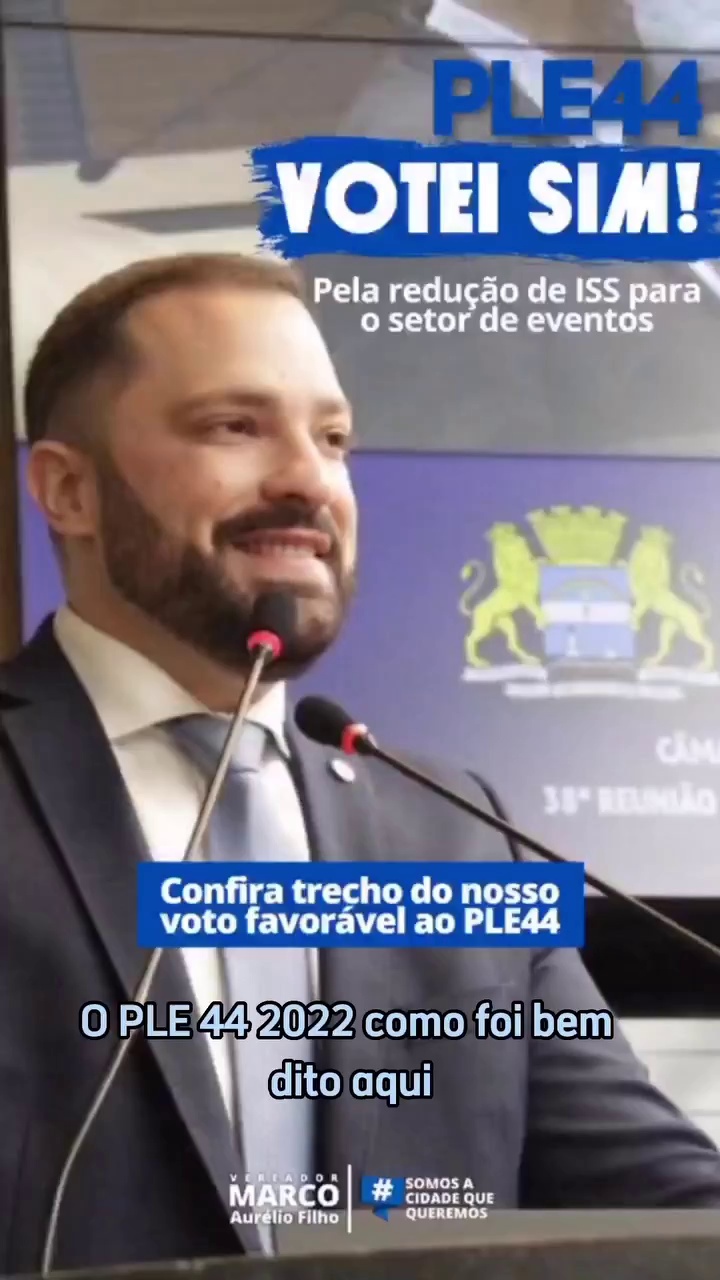 PLE44
VOTEI SIM!
Pela redução de ISS para
o setor de eventos
38ª REUNIÃO
Confira trecho do nosso
voto favorável ao PLE44
O PLE 44 2022 como foi bem
dito aqui
VEREADOR
MARCO
Aurélio Filho
#
SOMOS A
CIDADE QUE
QUEREMOS